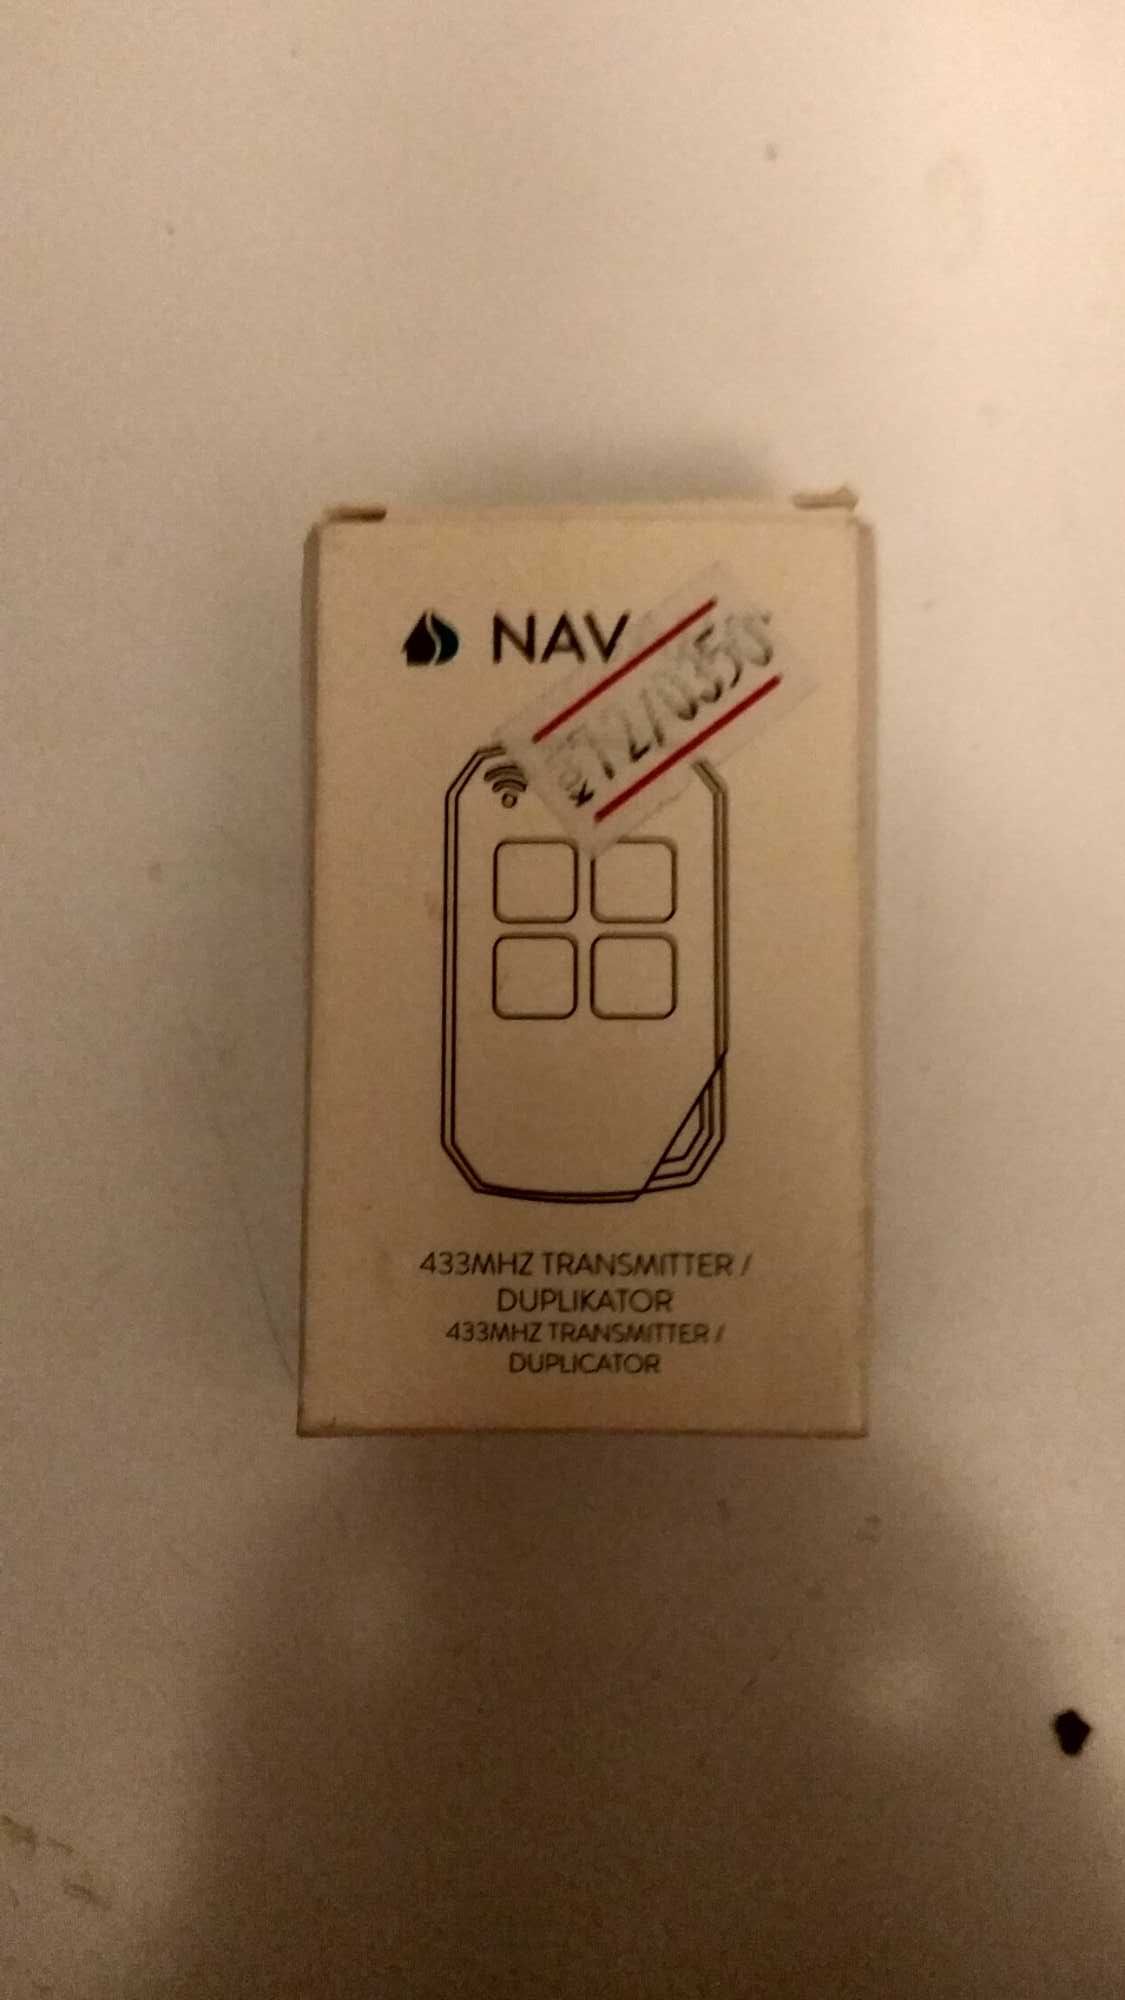 NAV
433MHZ TRANSMITTER /
DUPLIKATOR
433MHZ TRANSMITTER /
DUPLICATOR